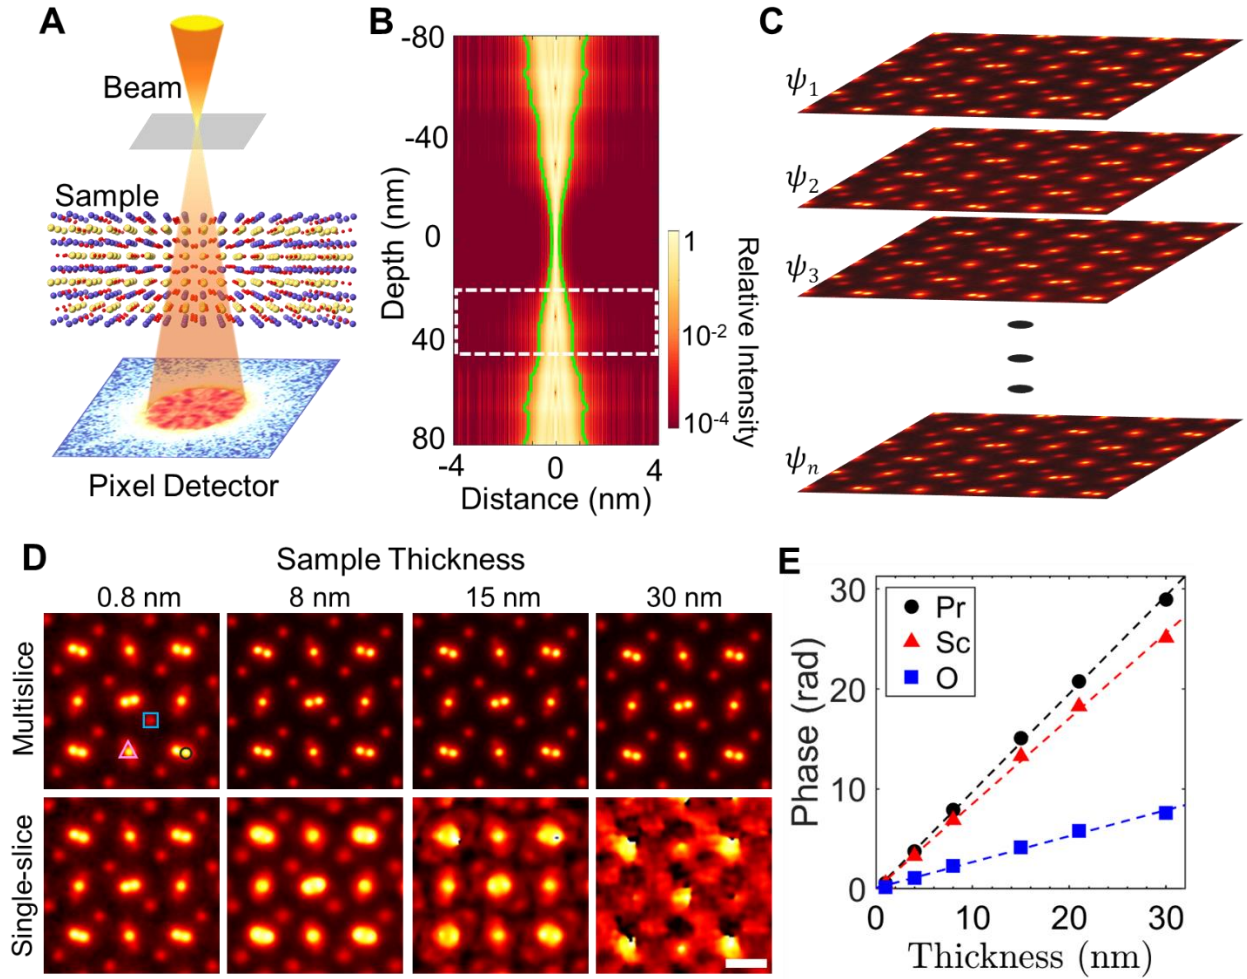 A
Beam
Sample
Pixel Detector
B
-80
-40
0
40
80
Depth (nm)
-4 0 4
Distance (nm)
1
10-2
10-4
Relative Intensity
C
ψ1
ψ2
ψ3
ψn
D
Sample Thickness
0.8 nm 8 nm 15 nm 30 nm
Multislice
Single-slice
E
30
20
10
0
Phase (rad)
Pr
Sc
O
0 10 20 30
Thickness (nm)